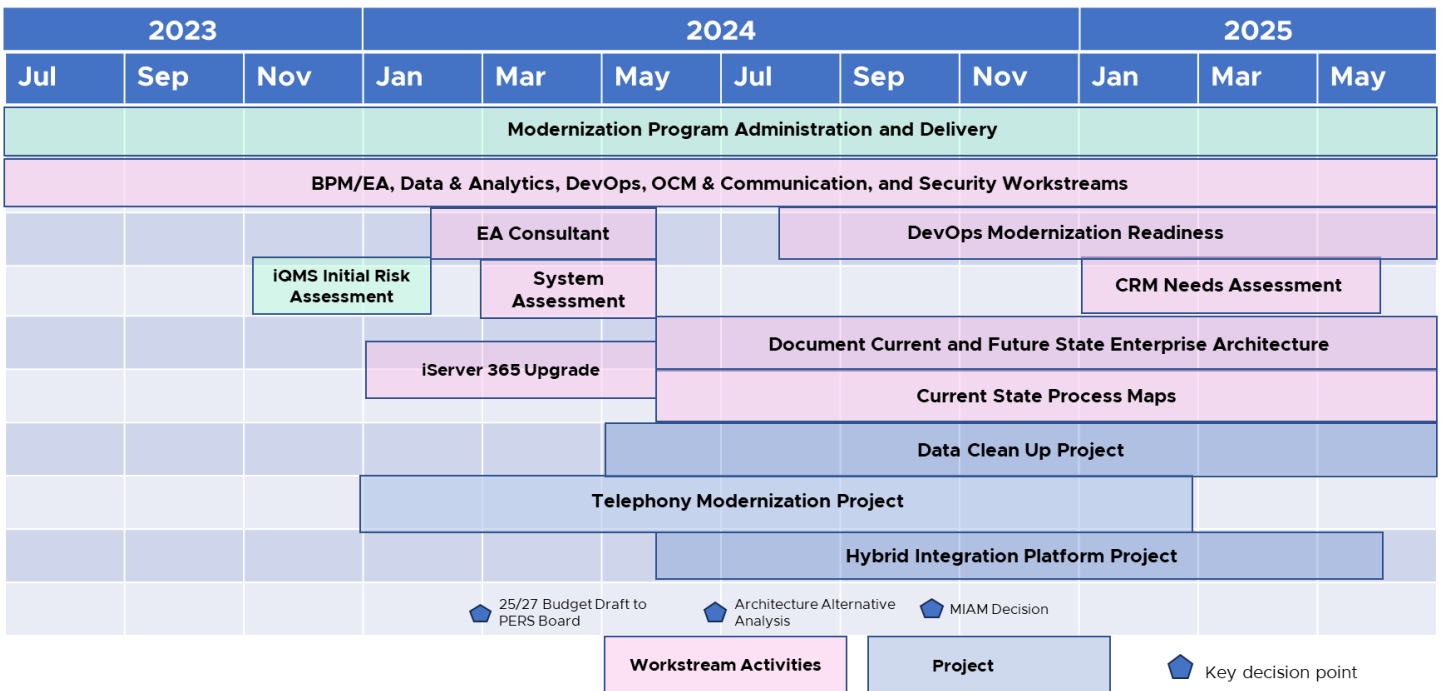 2023 2024 2025
Jul Sep Nov Jan Mar May Jul Sep Nov Jan Mar May
Modernization Program Administration and Delivery
BPM/EA, Data & Analytics, DevOps, OCM & Communication, and Security Workstreams
EA Consultant
DevOps Modernization Readiness
iQMS Initial Risk
Assessment
System
Assessment
CRM Needs Assessment
Document Current and Future State Enterprise Architecture
iServer 365 Upgrade
Current State Process Maps
Data Clean Up Project
Telephony Modernization Project
Hybrid Integration Platform Project
25/27 Budget Draft to
PERS Board
Architecture Alternative
Analysis
MIAM Decision
Workstream Activities
Project
Key decision point